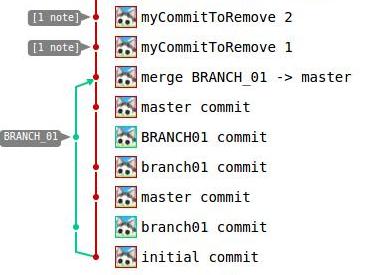 [1 note] myCommitToRemove 2
[1 note] myCommitToRemove 1
merge BRANCH_01 -> master
master commit
BRANCH_01 BRANCH01 commit
branch01 commit
master commit
branch01 commit
initial commit